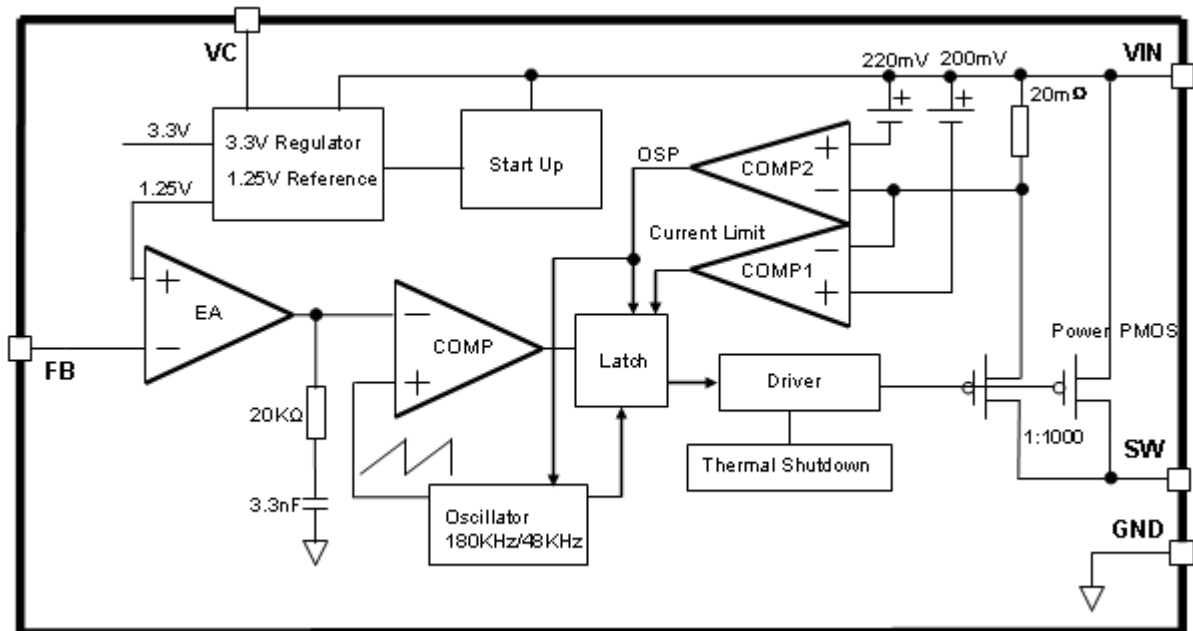 VC
220mV 200mV
VIN
20mΩ
3.3V
3.3V Regulator
1.25V Reference
1.25V
Start Up
OSP
COMP2
+
−
Current Limit
COMP1
−
+
+
EA
−
FB
−
COMP
+
Latch
Driver
Power PMOS
1:1000
20KΩ
Thermal Shutdown
SW
3.3nF
Oscillator
180KHz/48KHz
GND
+
+